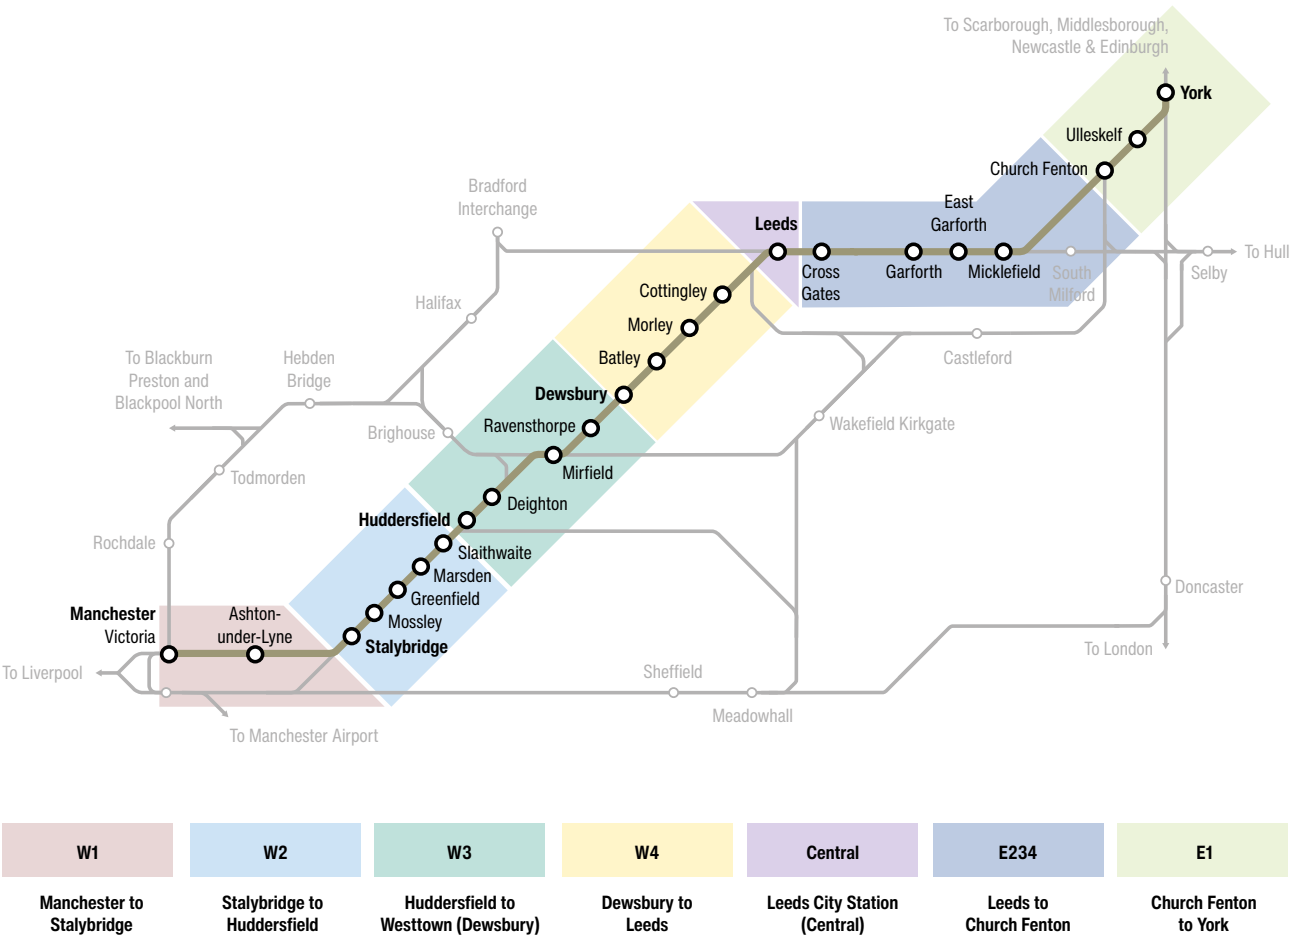 To Scarborough, Middlesborough,
Newcastle & Edinburgh
York
Ulleskelf
Church Fenton
East
Garforth
Bradford
Interchange
Leeds
Cross
Gates
Garforth
Micklefield
South
Milford
Selby
To Hull
Cottingley
Halifax
Morley
Castleford
To Blackburn
Preston and
Blackpool North
Hebden
Bridge
Batley
Dewsbury
Ravensthorpe
Brighouse
Wakefield Kirkgate
Mirfield
Todmorden
Deighton
Huddersfield
Rochdale
Slaithwaite
Marsden
Greenfield
Doncaster
Manchester
Victoria
Ashton-
under-Lyne
Mossley
Stalybridge
To London
To Liverpool
Sheffield
Meadowhall
To Manchester Airport
W1
W2
W3
W4
Central
E234
E1
Manchester to
Stalybridge
Stalybridge to
Huddersfield
Huddersfield to
Westtown (Dewsbury)
Dewsbury to
Leeds
Leeds City Station
(Central)
Leeds to
Church Fenton
Church Fenton
to York